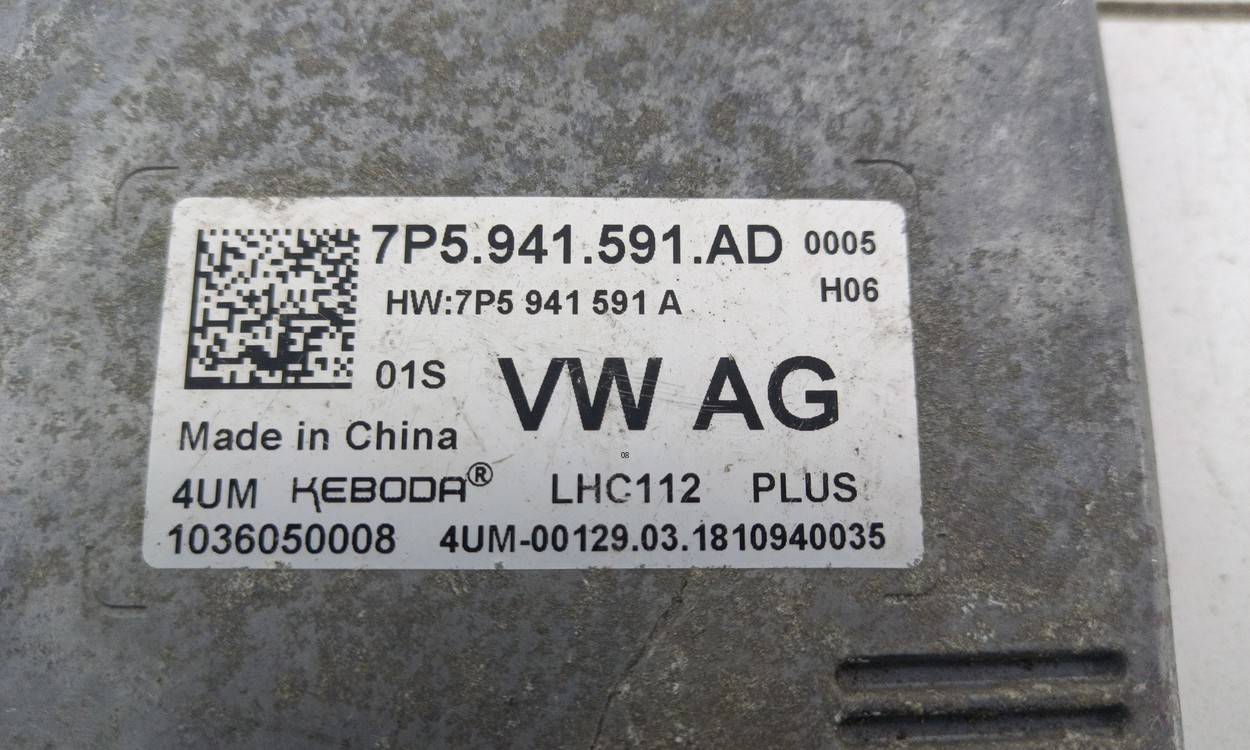 7P5.941.591.AD 0005
HW:7P5 941 591 A H06
01S VW AG
Made in China
08
4UM KEBODA® LHC112 PLUS
1036050008 4UM-00129.03.1810940035